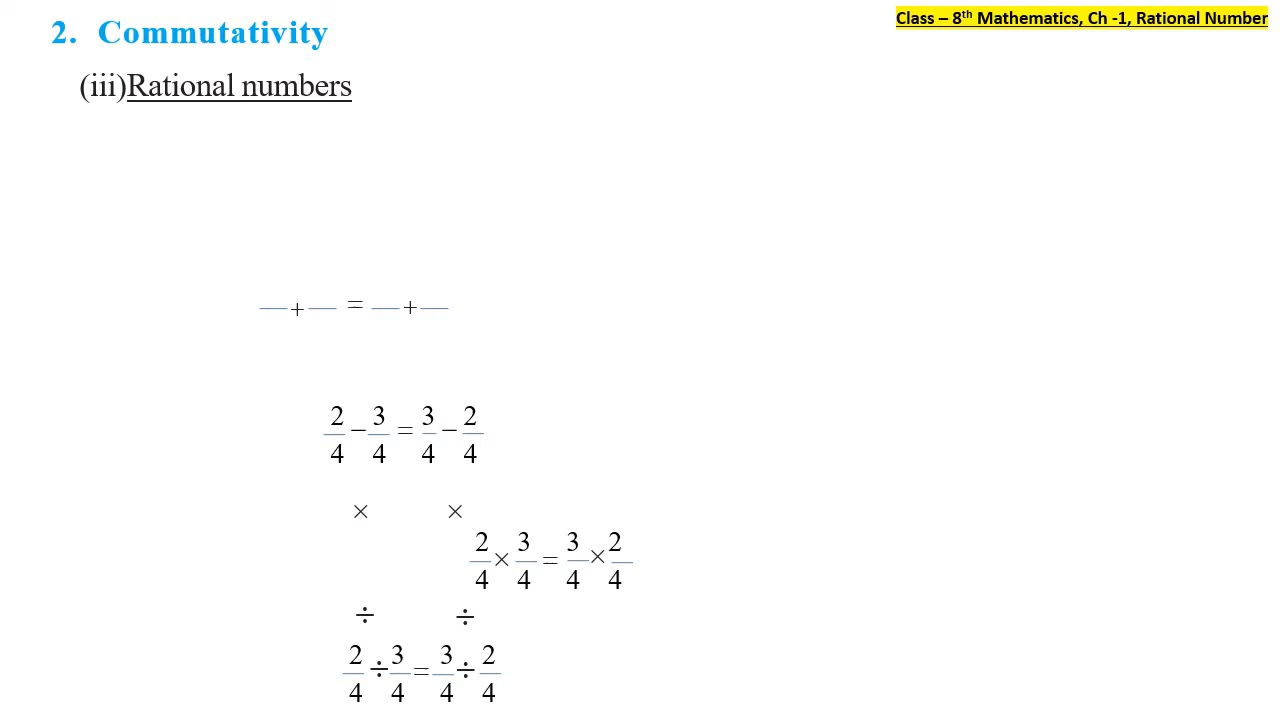 Class – 8th Mathematics, Ch -1, Rational Number
2. Commutativity
(iii)Rational numbers
— + — = — + —
2/4 – 3/4 = 3/4 – 2/4
× ×
2/4 × 3/4 = 3/4 × 2/4
÷ ÷
2/4 ÷ 3/4 = 3/4 ÷ 2/4